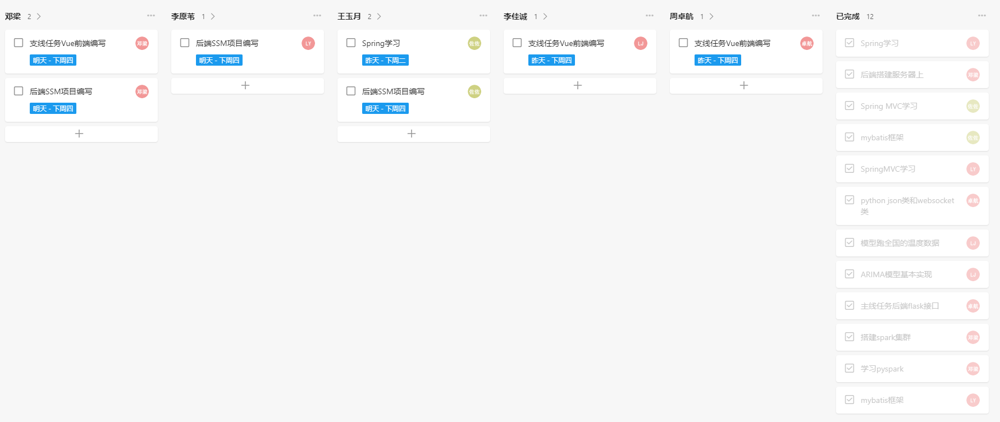 邓梁 2
支线任务Vue前端编写 邓梁
明天 - 下周四
后端SSM项目编写 邓梁
明天 - 下周四
李原苇 1
后端SSM项目编写 LY
明天 - 下周四
王玉月 2
Spring学习 佐佐
昨天 - 下周二
后端SSM项目编写 佐佐
明天 - 下周四
李佳诚 1
支线任务Vue前端编写 LJ
昨天 - 下周四
周卓航 1
支线任务Vue前端编写 卓航
昨天 - 下周四
已完成 12
Spring学习 LY
后端搭建服务器上 邓梁
Spring MVC学习 佐佐
mybatis框架 佐佐
SpringMVC学习 LY
python json类和websocket 卓航
类
模型跑全国的温度数据 LJ
ARIMA模型基本实现 LJ
主线任务后端flask接口 卓航
搭建spark集群 邓梁
学习pyspark 邓梁
mybatis框架 LY